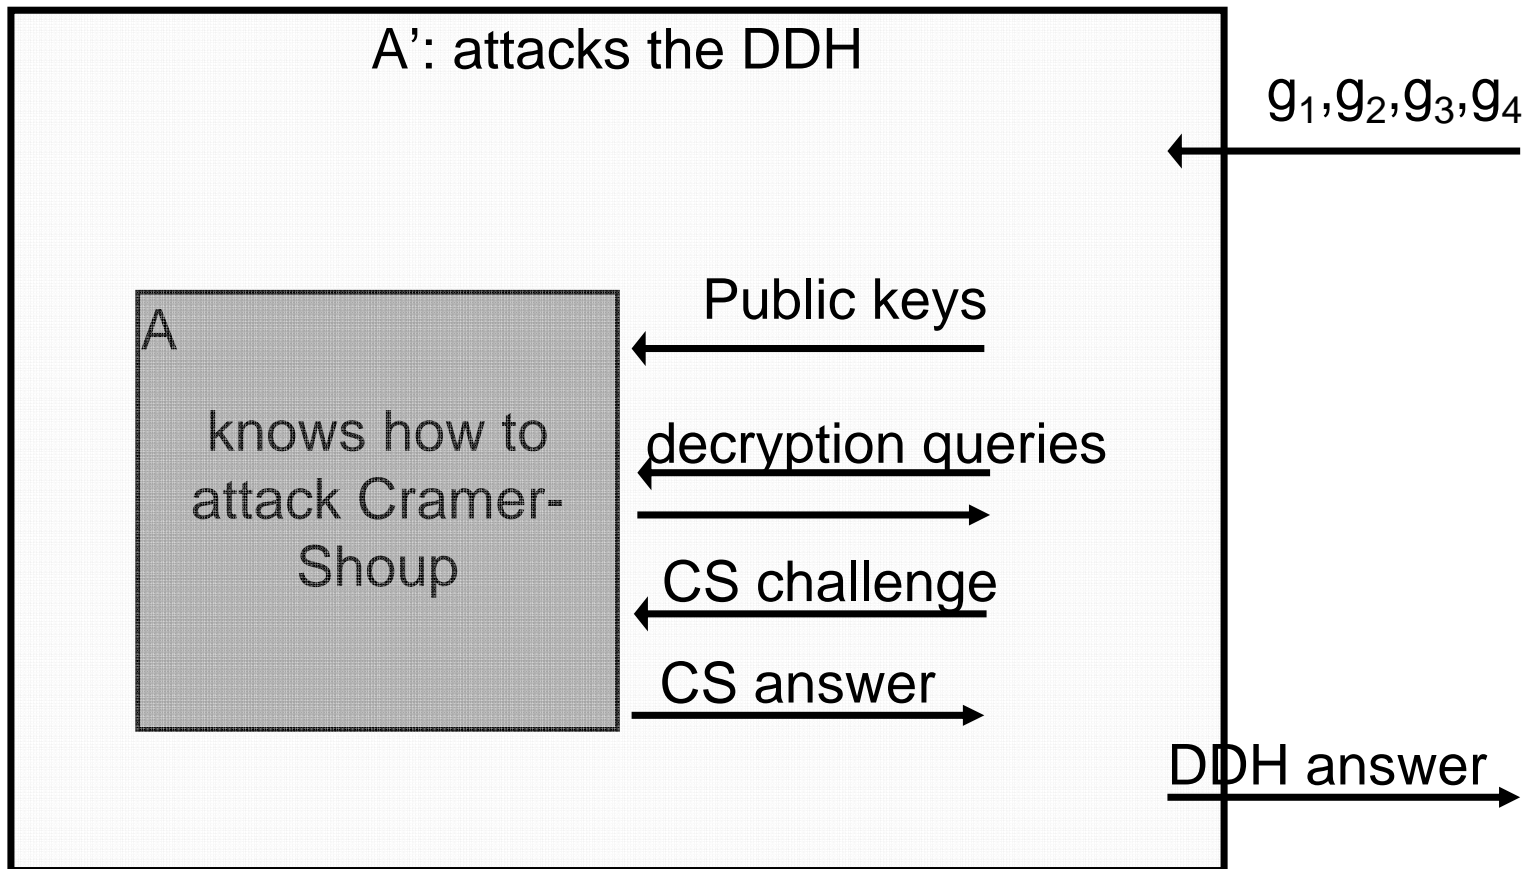 A’: attacks the DDH
g₁,g₂,g₃,g₄
Public keys
A
knows how to
attack Cramer-
Shoup
decryption queries
CS challenge
CS answer
DDH answer